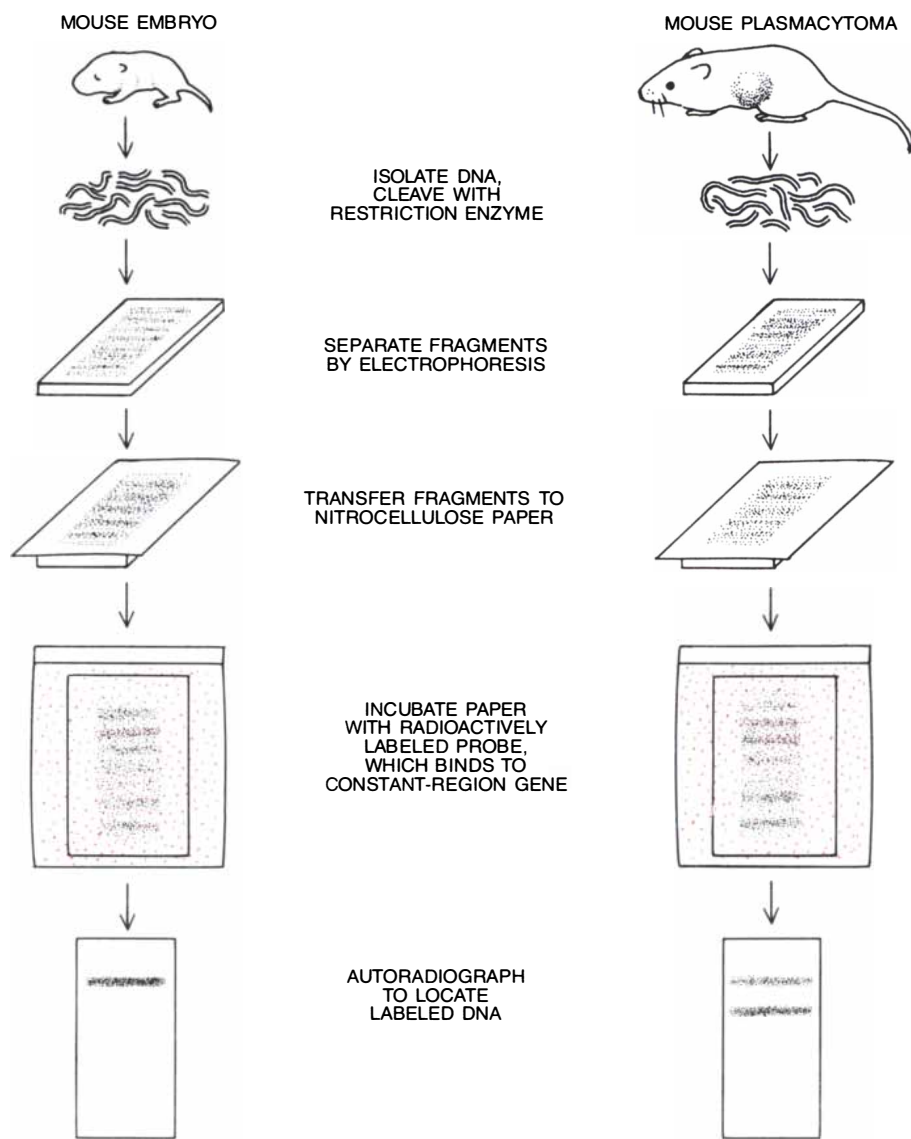 MOUSE EMBRYO
MOUSE PLASMACYTOMA
ISOLATE DNA,
CLEAVE WITH
RESTRICTION ENZYME
SEPARATE FRAGMENTS
BY ELECTROPHORESIS
TRANSFER FRAGMENTS TO
NITROCELLULOSE PAPER
INCUBATE PAPER
WITH RADIOACTIVELY
LABELED PROBE,
WHICH BINDS TO
CONSTANT-REGION GENE
AUTORADIOGRAPH
TO LOCATE
LABELED DNA